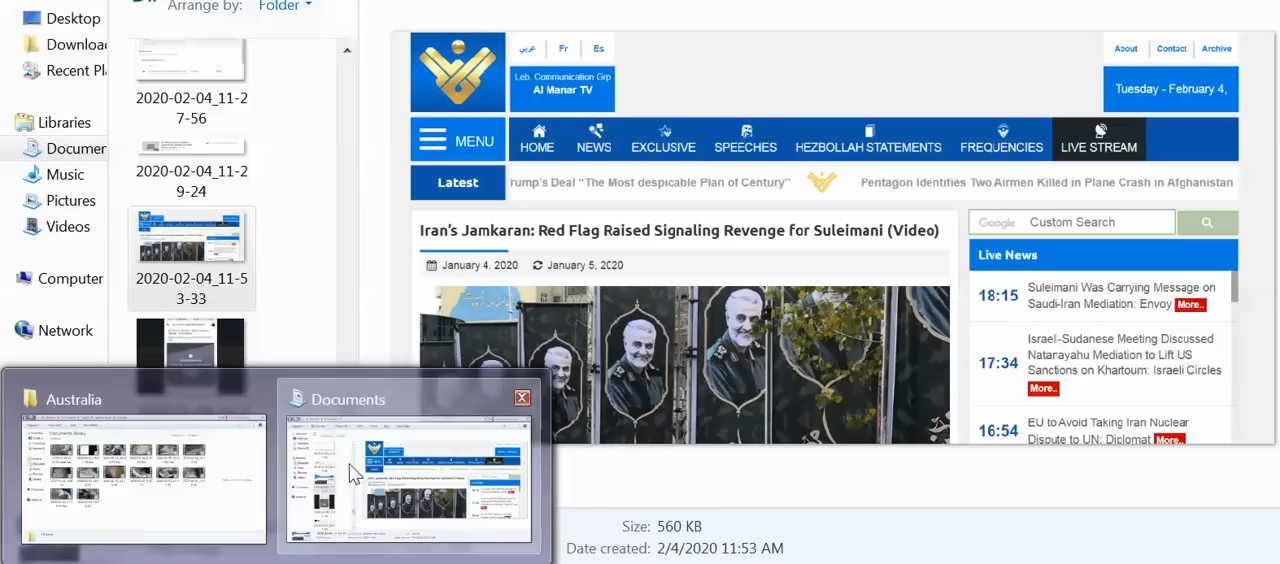 Desktop
Downloa
Recent Pl
Libraries
Documen
Music
Pictures
Videos
Computer
Network
Arrange by: Folder
2020-02-04_11-2
7-56
2020-02-04_11-2
9-24
2020-02-04_11-5
3-33
عربي Fr Es
Leb. Communication Grp
Al Manar TV
About Contact Archive
Tuesday - February 4,
MENU
HOME NEWS EXCLUSIVE SPEECHES HEZBOLLAH STATEMENTS FREQUENCIES LIVE STREAM
Latest
rump's Deal "The Most despicable Plan of Century" Pentagon Identifies Two Airmen Killed in Plane Crash in Afghanistan
Iran's Jamkaran: Red Flag Raised Signaling Revenge for Suleimani (Video)
January 4, 2020 January 5, 2020
Google Custom Search
Live News
18:15 Suleimani Was Carrying Message on
Saudi-Iran Mediation: Envoy More..
17:34 Israeli-Sudanese Meeting Discussed
Natanayahu Mediation to Lift US
Sanctions on Khartoum: Israeli Circles
More..
16:54 EU to Avoid Taking Iran Nuclear
Dispute to UN: Diplomat More..
Australia
Documents
Size: 560 KB
Date created: 2/4/2020 11:53 AM